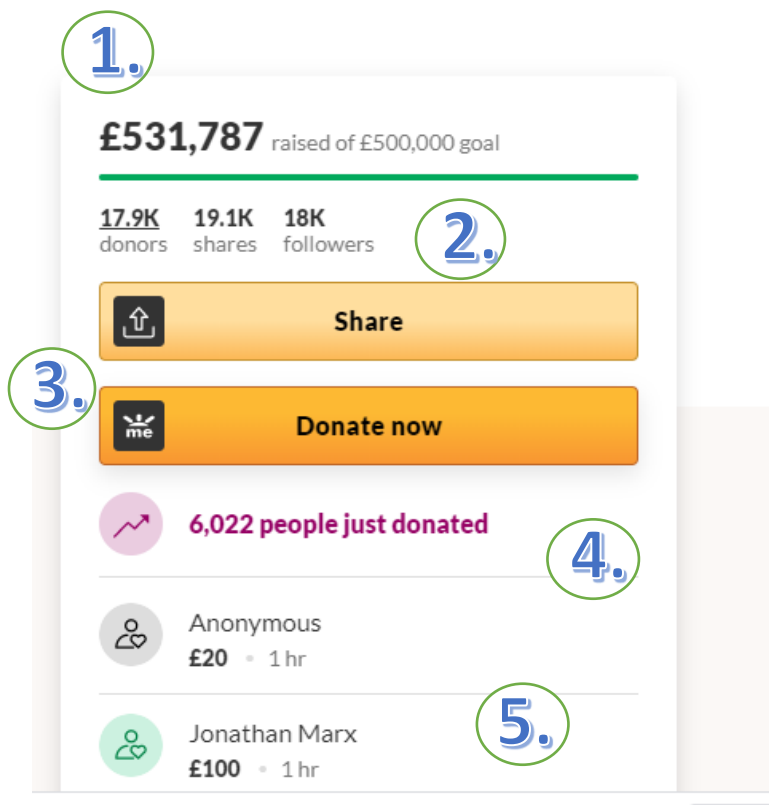 1.
£531,787 raised of £500,000 goal
17.9K 19.1K 18K
donors shares followers
2.
Share
3.
me Donate now
6,022 people just donated
4.
Anonymous
£20 • 1 hr
5.
Jonathan Marx
£100 • 1 hr